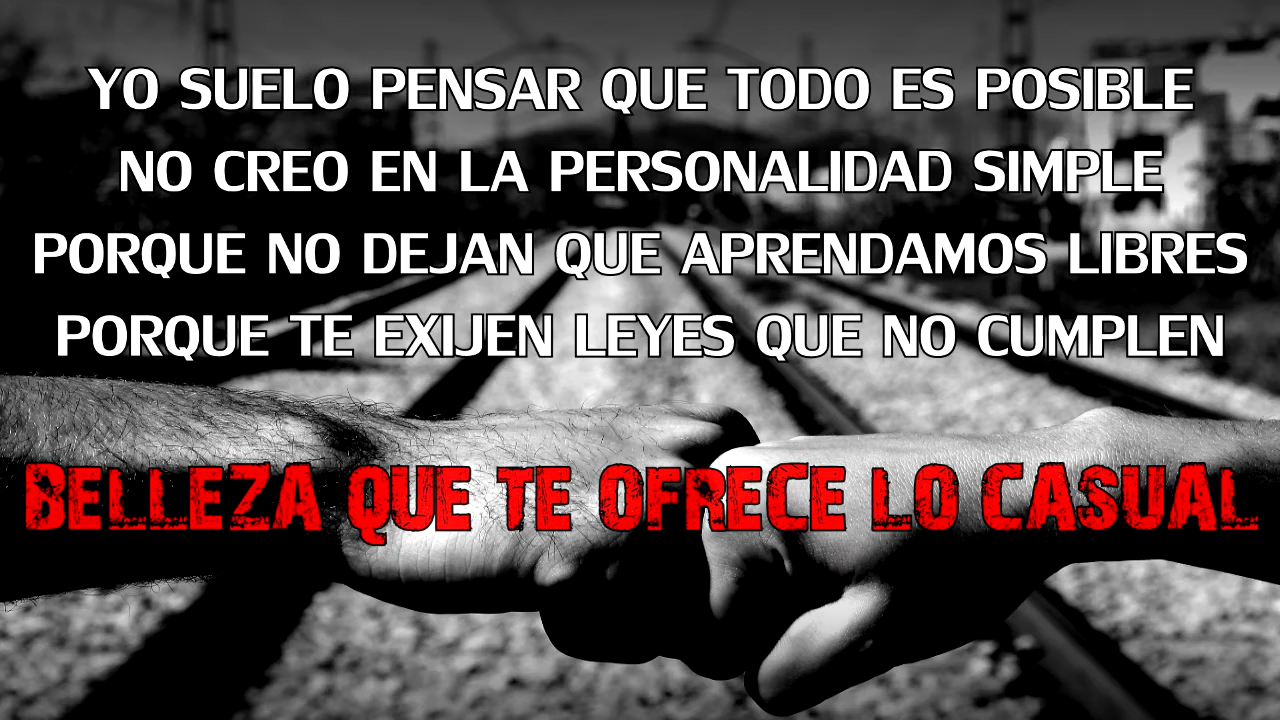 YO SUELO PENSAR QUE TODO ES POSIBLE
NO CREO EN LA PERSONALIDAD SIMPLE
PORQUE NO DEJAN QUE APRENDAMOS LIBRES
PORQUE TE EXIJEN LEYES QUE NO CUMPLEN
BELLEZA QUE TE OFRECE LO CASUAL